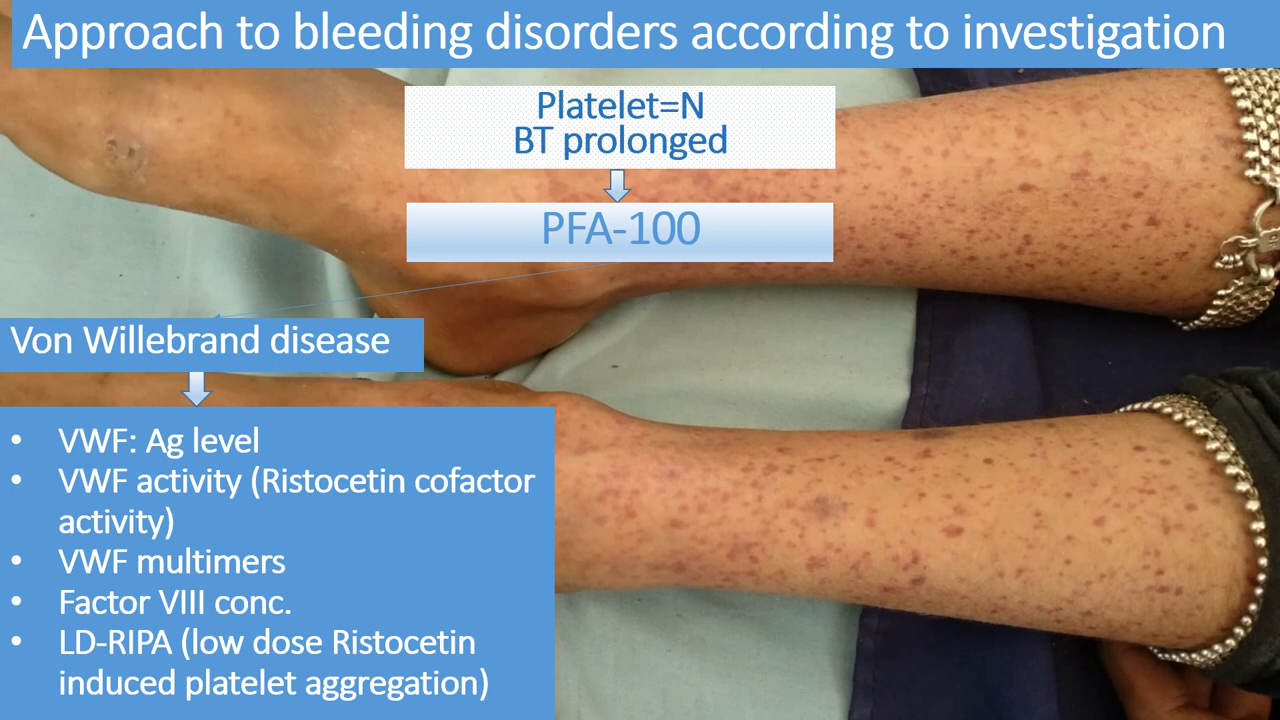 Approach to bleeding disorders according to investigation
Platelet=N
BT prolonged
PFA-100
Von Willebrand disease
• VWF: Ag level
• VWF activity (Ristocetin cofactor
activity)
• VWF multimers
• Factor VIII conc.
• LD-RIPA (low dose Ristocetin
induced platelet aggregation)